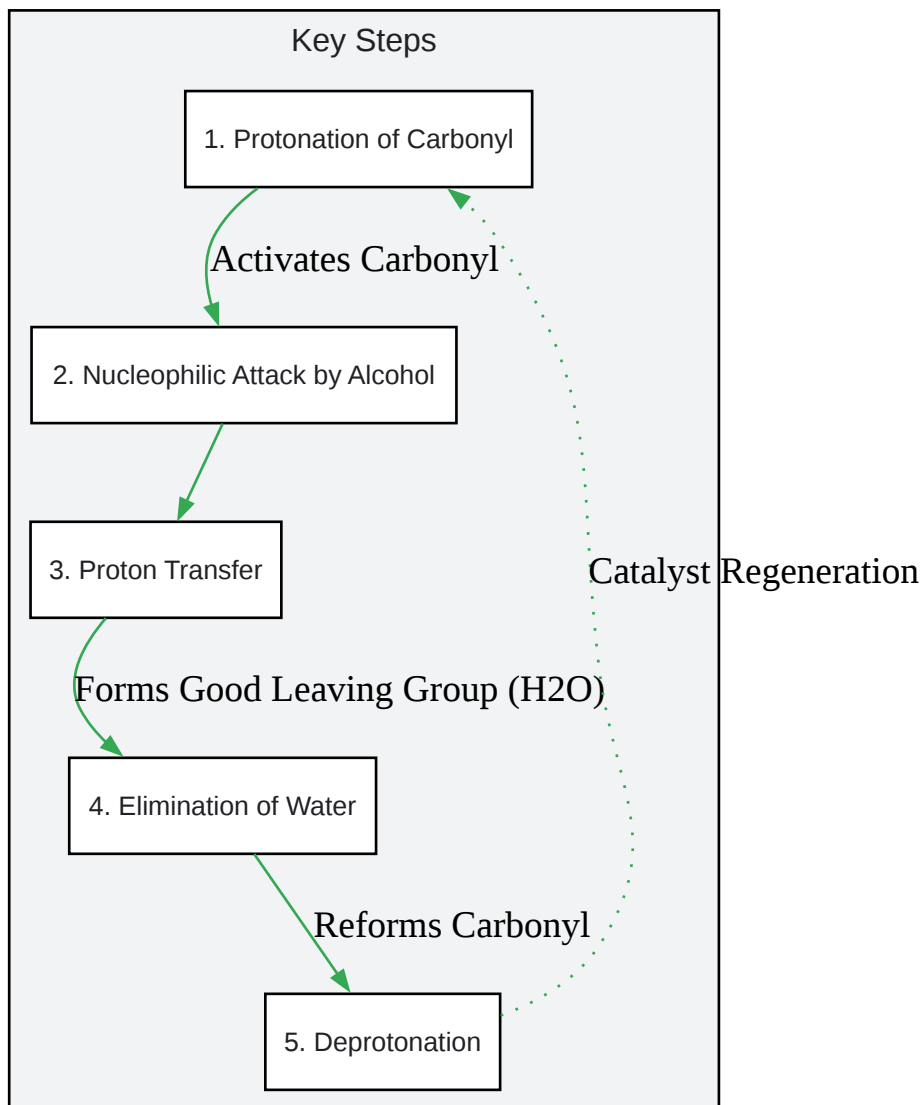 Key Steps
1. Protonation of Carbonyl
Activates Carbonyl
2. Nucleophilic Attack by Alcohol
3. Proton Transfer
Catalyst Regeneration
Forms Good Leaving Group (H2O)
4. Elimination of Water
Reforms Carbonyl
5. Deprotonation